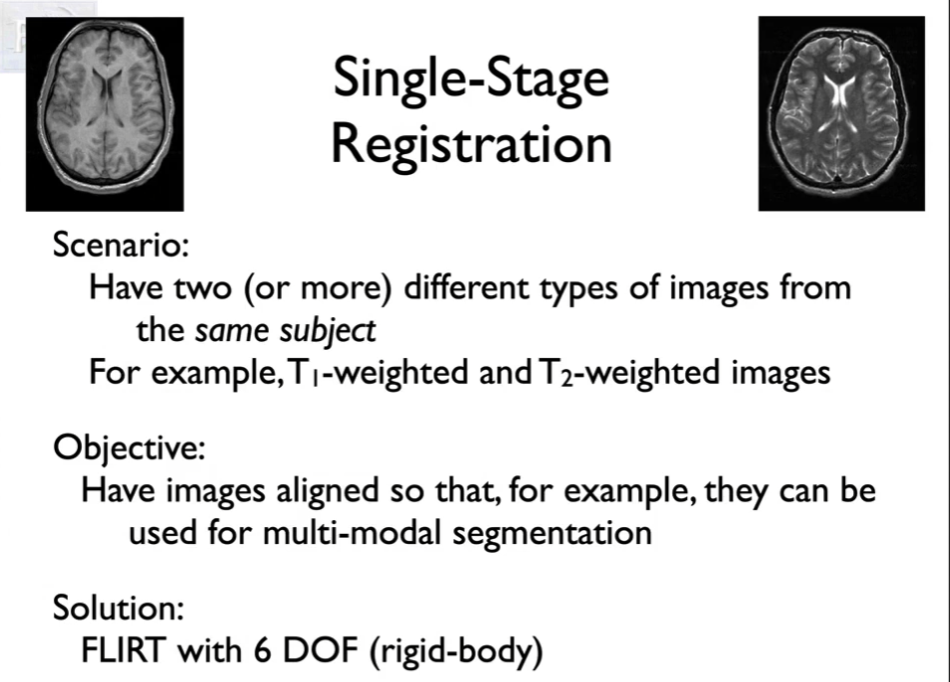 Single-Stage
Registration
Scenario:
Have two (or more) different types of images from
the same subject
For example, T1-weighted and T2-weighted images
Objective:
Have images aligned so that, for example, they can be
used for multi-modal segmentation
Solution:
FLIRT with 6 DOF (rigid-body)